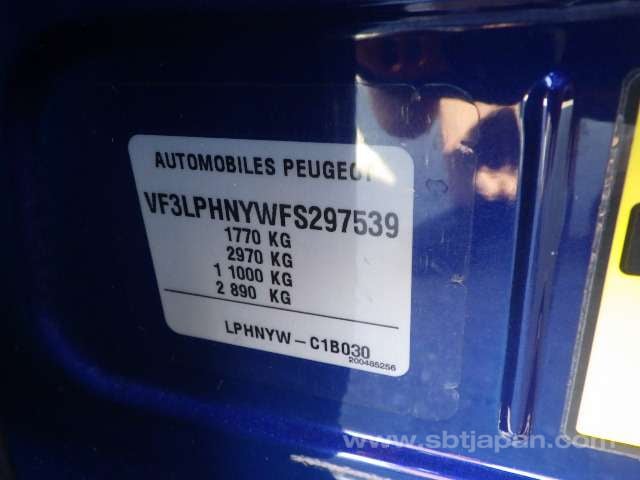 AUTOMOBILES PEUGEOT
VF3LPHNYWFS297539
1770 KG
2970 KG
1 1000 KG
2 890 KG
LPHNYW - C1B030
200485256
www.sbtjapan.com